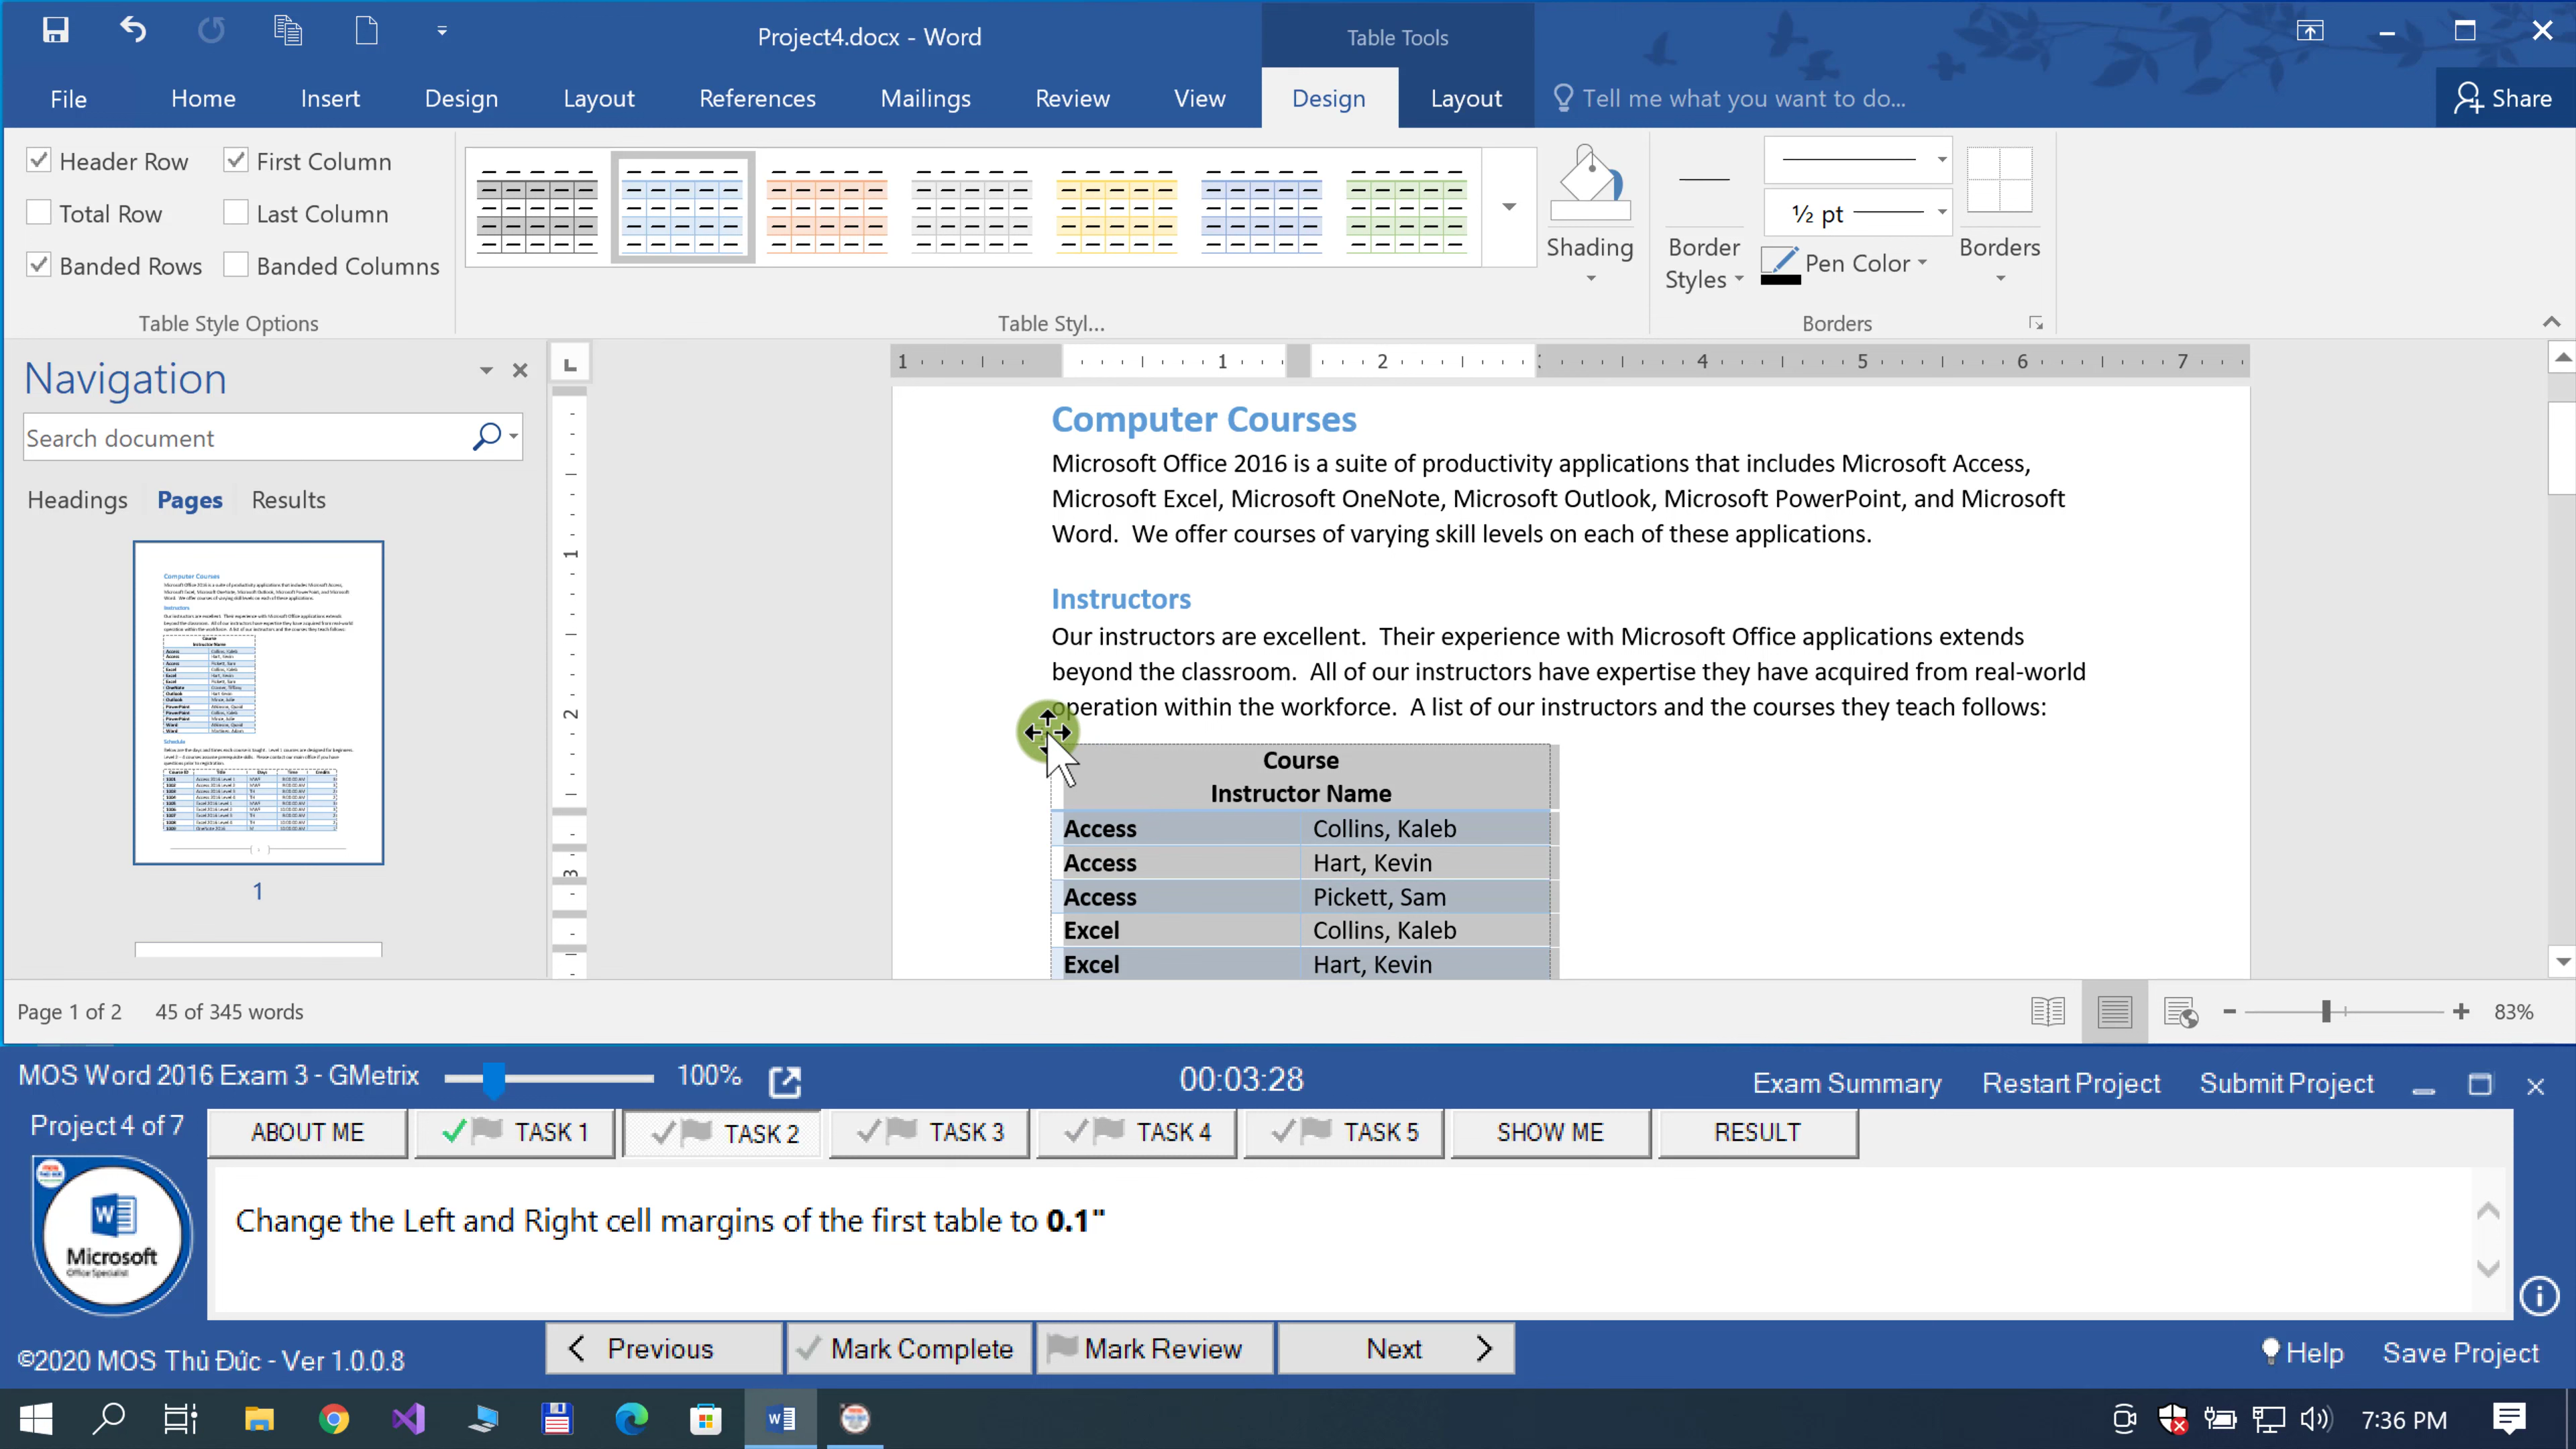 Project4.docx - Word
Table Tools
File
Home
Insert
Design
Layout
References
Mailings
Review
View
Design
Layout
Tell me what you want to do...
Share
Header Row
First Column
Total Row
Last Column
Banded Rows
Banded Columns
Table Style Options
Table Styl...
Shading
Border
Styles
½ pt
Pen Color
Borders
Borders
Navigation
Search document
Headings
Pages
Results
1
1 1 2 4 5 6 7
1
2
3
Computer Courses
Microsoft Office 2016 is a suite of productivity applications that includes Microsoft Access,
Microsoft Excel, Microsoft OneNote, Microsoft Outlook, Microsoft PowerPoint, and Microsoft
Word. We offer courses of varying skill levels on each of these applications.
Instructors
Our instructors are excellent. Their experience with Microsoft Office applications extends
beyond the classroom. All of our instructors have expertise they have acquired from real-world
operation within the workforce. A list of our instructors and the courses they teach follows:
Course
Instructor Name
Access Collins, Kaleb
Access Hart, Kevin
Access Pickett, Sam
Excel Collins, Kaleb
Excel Hart, Kevin
Page 1 of 2
45 of 345 words
83%
MOS Word 2016 Exam 3 - GMetrix
100%
00:03:28
Exam Summary
Restart Project
Submit Project
Project 4 of 7
ABOUT ME
TASK 1
TASK 2
TASK 3
TASK 4
TASK 5
SHOW ME
RESULT
Microsoft
Office Specialist
Change the Left and Right cell margins of the first table to 0.1"
©2020 MOS Thủ Đức - Ver 1.0.0.8
Previous
Mark Complete
Mark Review
Next
Help
Save Project
7:36 PM